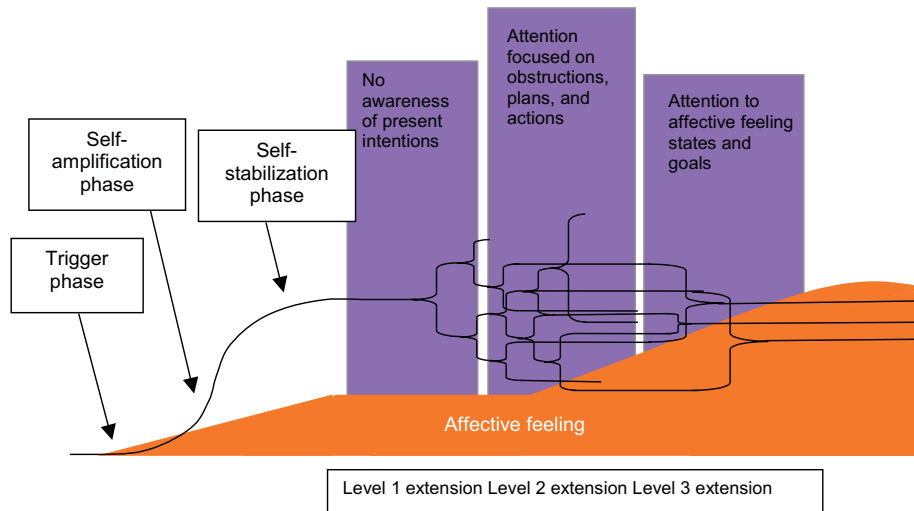 Trigger
phase
Self-
amplification
phase
Self-
stabilization
phase
No
awareness
of present
intentions
Attention
focused on
obstructions,
plans, and
actions
Attention to
affective feeling
states and
goals
Affective feeling
Level 1 extension Level 2 extension Level 3 extension